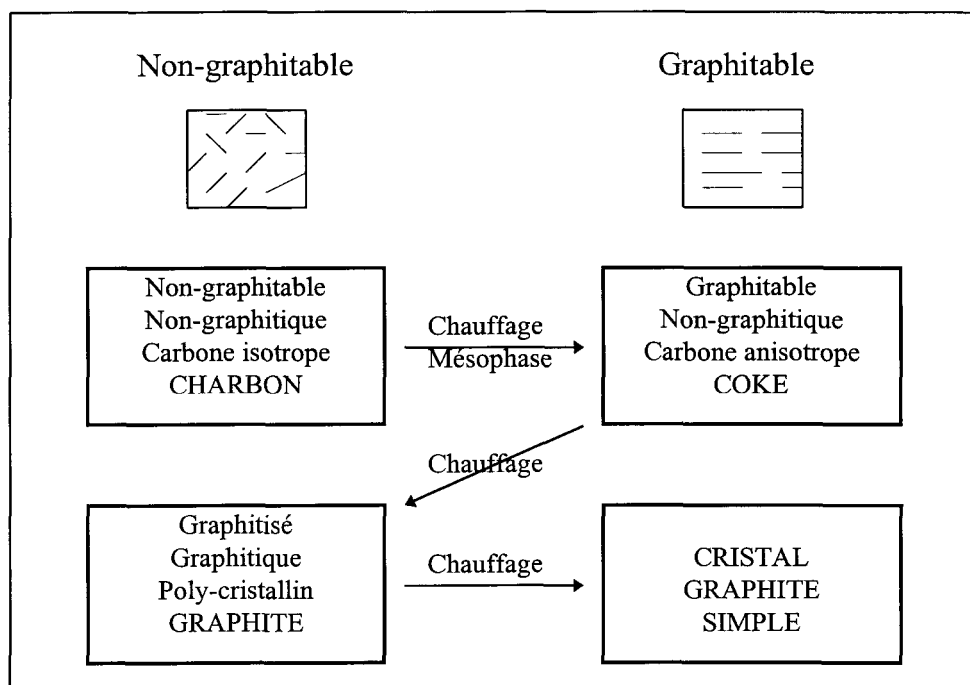 Non-graphitable
Graphitable
Non-graphitable
Non-graphitique
Carbone isotrope
CHARBON
Chauffage
Mésophase
Graphitable
Non-graphitique
Carbone anisotrope
COKE
Chauffage
Graphitisé
Graphitique
Poly-cristallin
GRAPHITE
Chauffage
CRISTAL
GRAPHITE
SIMPLE